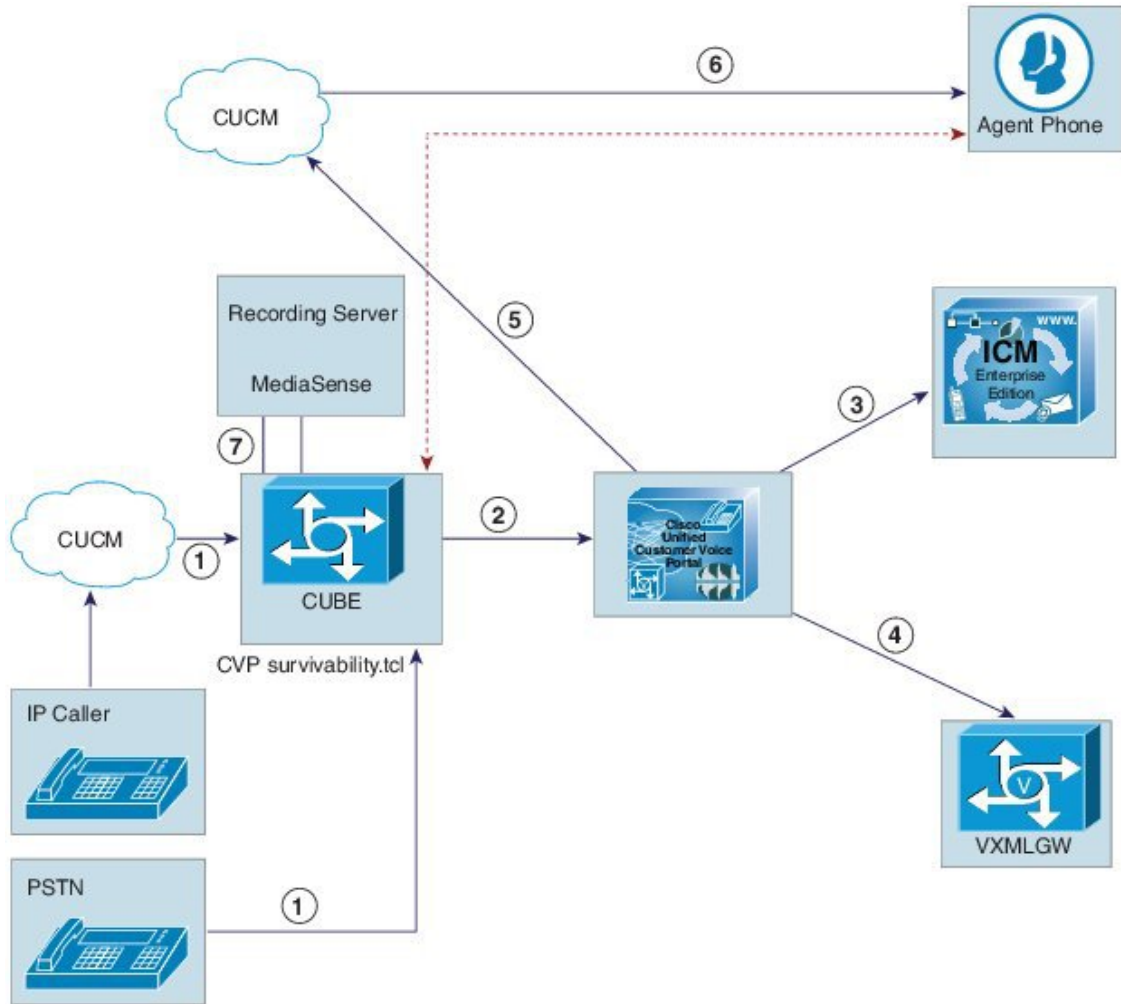 6
CUCM
Agent Phone
Recording Server
MediaSense
5
www.
ICM
Enterprise
Edition
3
7
CUCM
1
2
Cisco
Unified
Customer Voice
Portal
CUBE
CVP survivability.tcl
4
IP Caller
V
VXMLGW
PSTN
1